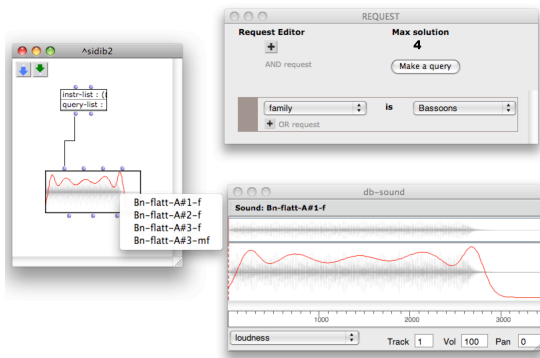 ^sidib2
instr-list : ((
query-list :
Bn-flatt-A#1-f
Bn-flatt-A#2-f
Bn-flatt-A#3-f
Bn-flatt-A#3-mf
REQUEST
Request Editor
Max solution
+
4
AND request
Make a query
family
is
Bassoons
+ OR request
db-sound
Sound: Bn-flatt-A#1-f
1000
2000
3000
loudness
Track 1 Vol 100 Pan 0